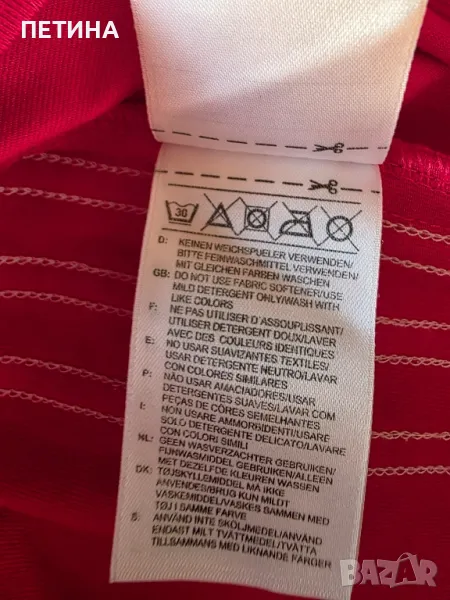 ПЕТИНА
30
D: KEINEN WEICHSPUELER VERWENDEN/
BITTE FEINWASCHMITTEL VERWENDEN/
MIT GLEICHEN FARBEN WASCHEN
GB: DO NOT USE FABRIC SOFTENER/USE
MILD DETERGENT ONLY/WASH WITH
LIKE COLORS
F: NE PAS UTILISER D'ASSOUPLISSANT/
UTILISER DETERGENT DOUX/LAVER
AVEC DES COULEURS IDENTIQUES
E: NO USAR SUAVIZANTES TEXTILES/
USAR DETERGENTE NEUTRO/LAVAR
CON COLORES SIMILARES
P: NÃO USAR AMACIADOR/USAR
DETERGENTES SUAVES/LAVAR COM
PEÇAS DE CÔRES SEMELHANTES
I: NON USARE AMMORBIDENTI/USARE
SOLO DETERGENTE DELICATO/LAVARE
CON COLORI SIMILI
NL: GEEN WASVERZACHTER GEBRUIKEN/
FIJNWASMIDDEL GEBRUIKEN/ALLEEN
MET DEZELFDE KLEUREN WASSEN
DK: TØJSKYLLEMIDDEL MA IKKE
ANVENDES/BRUG KUN MILDT
VASKEMIDDEL/VASKES SAMMEN MED
TØJ I SAMME FARVE
S: ANVÄND INTE SKÖLJMEDEL/ANVÄND
ENDAST MILT TVÄTTMEDEL/TVÄTTA
TILLSAMMANS MED LIKNANDE FÄRGER
BAZAR